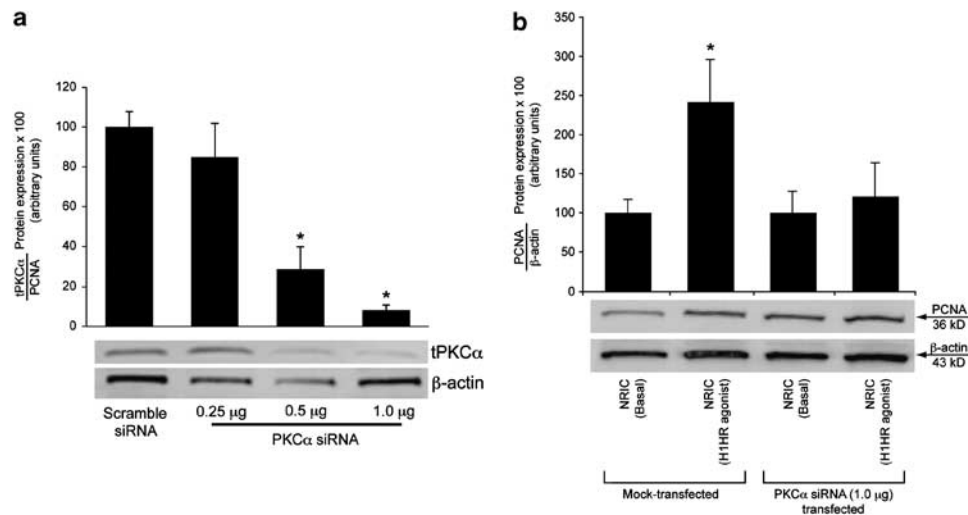 a
tPKCα
PCNA
Protein expression x 100
(arbitrary units)
120
100
80
60
40
20
0
*
*
tPKCα
β-actin
Scramble
siRNA
0.25 µg
0.5 µg
1.0 µg
PKCα siRNA
b
PCNA
β-actin
Protein expression x 100
(arbitrary units)
350
300
250
200
150
100
50
0
*
PCNA
36 kD
β-actin
43 kD
NRIC
(Basal)
NRIC
(H1HR agonist)
NRIC
(Basal)
NRIC
(H1HR agonist)
Mock-transfected
PKCα siRNA (1.0 µg)
transfected